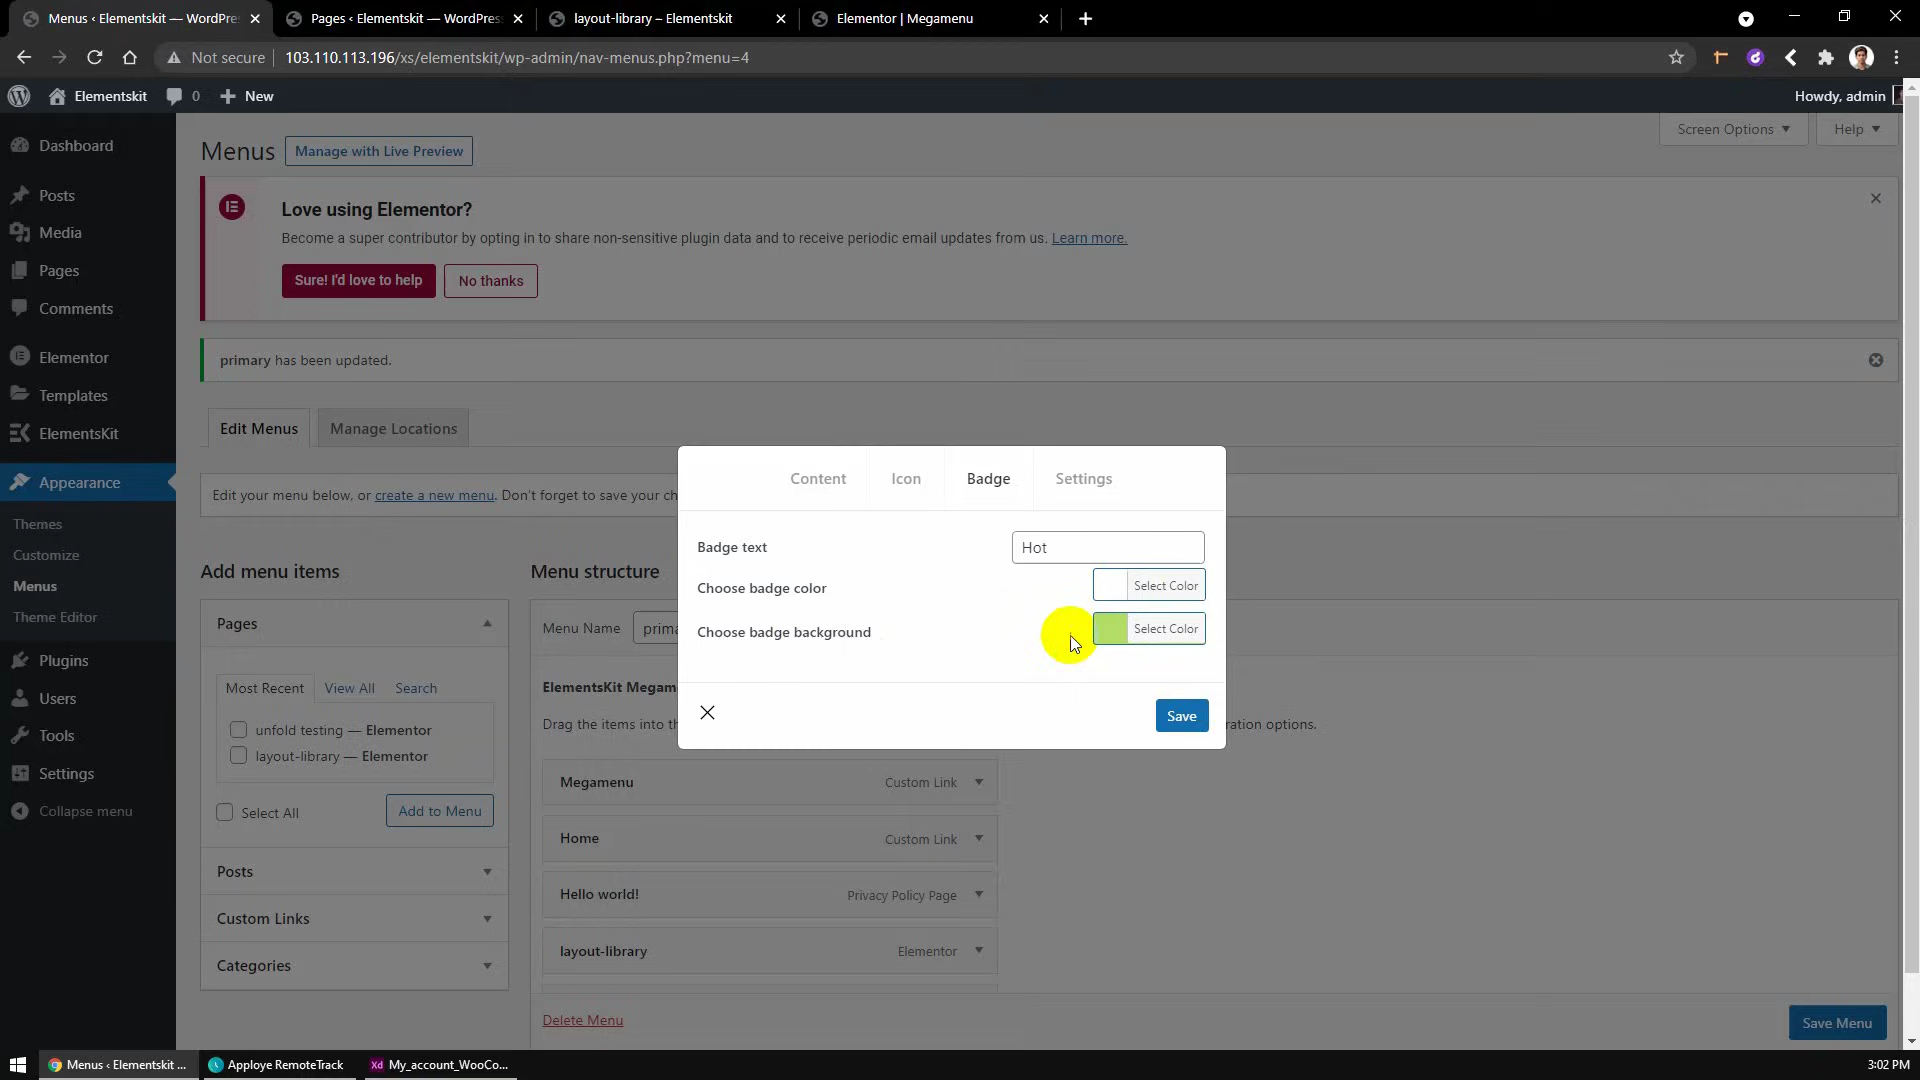 Menus ‹ Elementskit — WordPre
Pages ‹ Elementskit — WordPres
layout-library – Elementskit
Elementor | Megamenu
Not secure
103.110.113.196/xs/elementskit/wp-admin/nav-menus.php?menu=4
Elementskit
0
New
Howdy, admin
Dashboard
Posts
Media
Pages
Comments
Elementor
Templates
ElementsKit
Appearance
Themes
Customize
Menus
Theme Editor
Plugins
Users
Tools
Settings
Collapse menu
Screen Options
Help
Menus
Manage with Live Preview
Love using Elementor?
Become a super contributor by opting in to share non-sensitive plugin data and to receive periodic email updates from us. Learn more.
Sure! I'd love to help
No thanks
primary has been updated.
Edit Menus
Manage Locations
Edit your menu below, or create a new menu. Don't forget to save your ch
Add menu items
Pages
Most Recent
View All
Search
unfold testing — Elementor
layout-library — Elementor
Select All
Add to Menu
Posts
Custom Links
Categories
Menu structure
Menu Name
prima
ElementsKit Megam
Drag the items into th
ration options.
Megamenu
Custom Link
Home
Custom Link
Hello world!
Privacy Policy Page
layout-library
Elementor
Delete Menu
Save Menu
Content
Icon
Badge
Settings
Badge text
Hot
Choose badge color
Select Color
Choose badge background
Select Color
Save
Menus ‹ Elementskit ...
Apploye RemoteTrack
Xd
My_account_WooCo...
3:02 PM